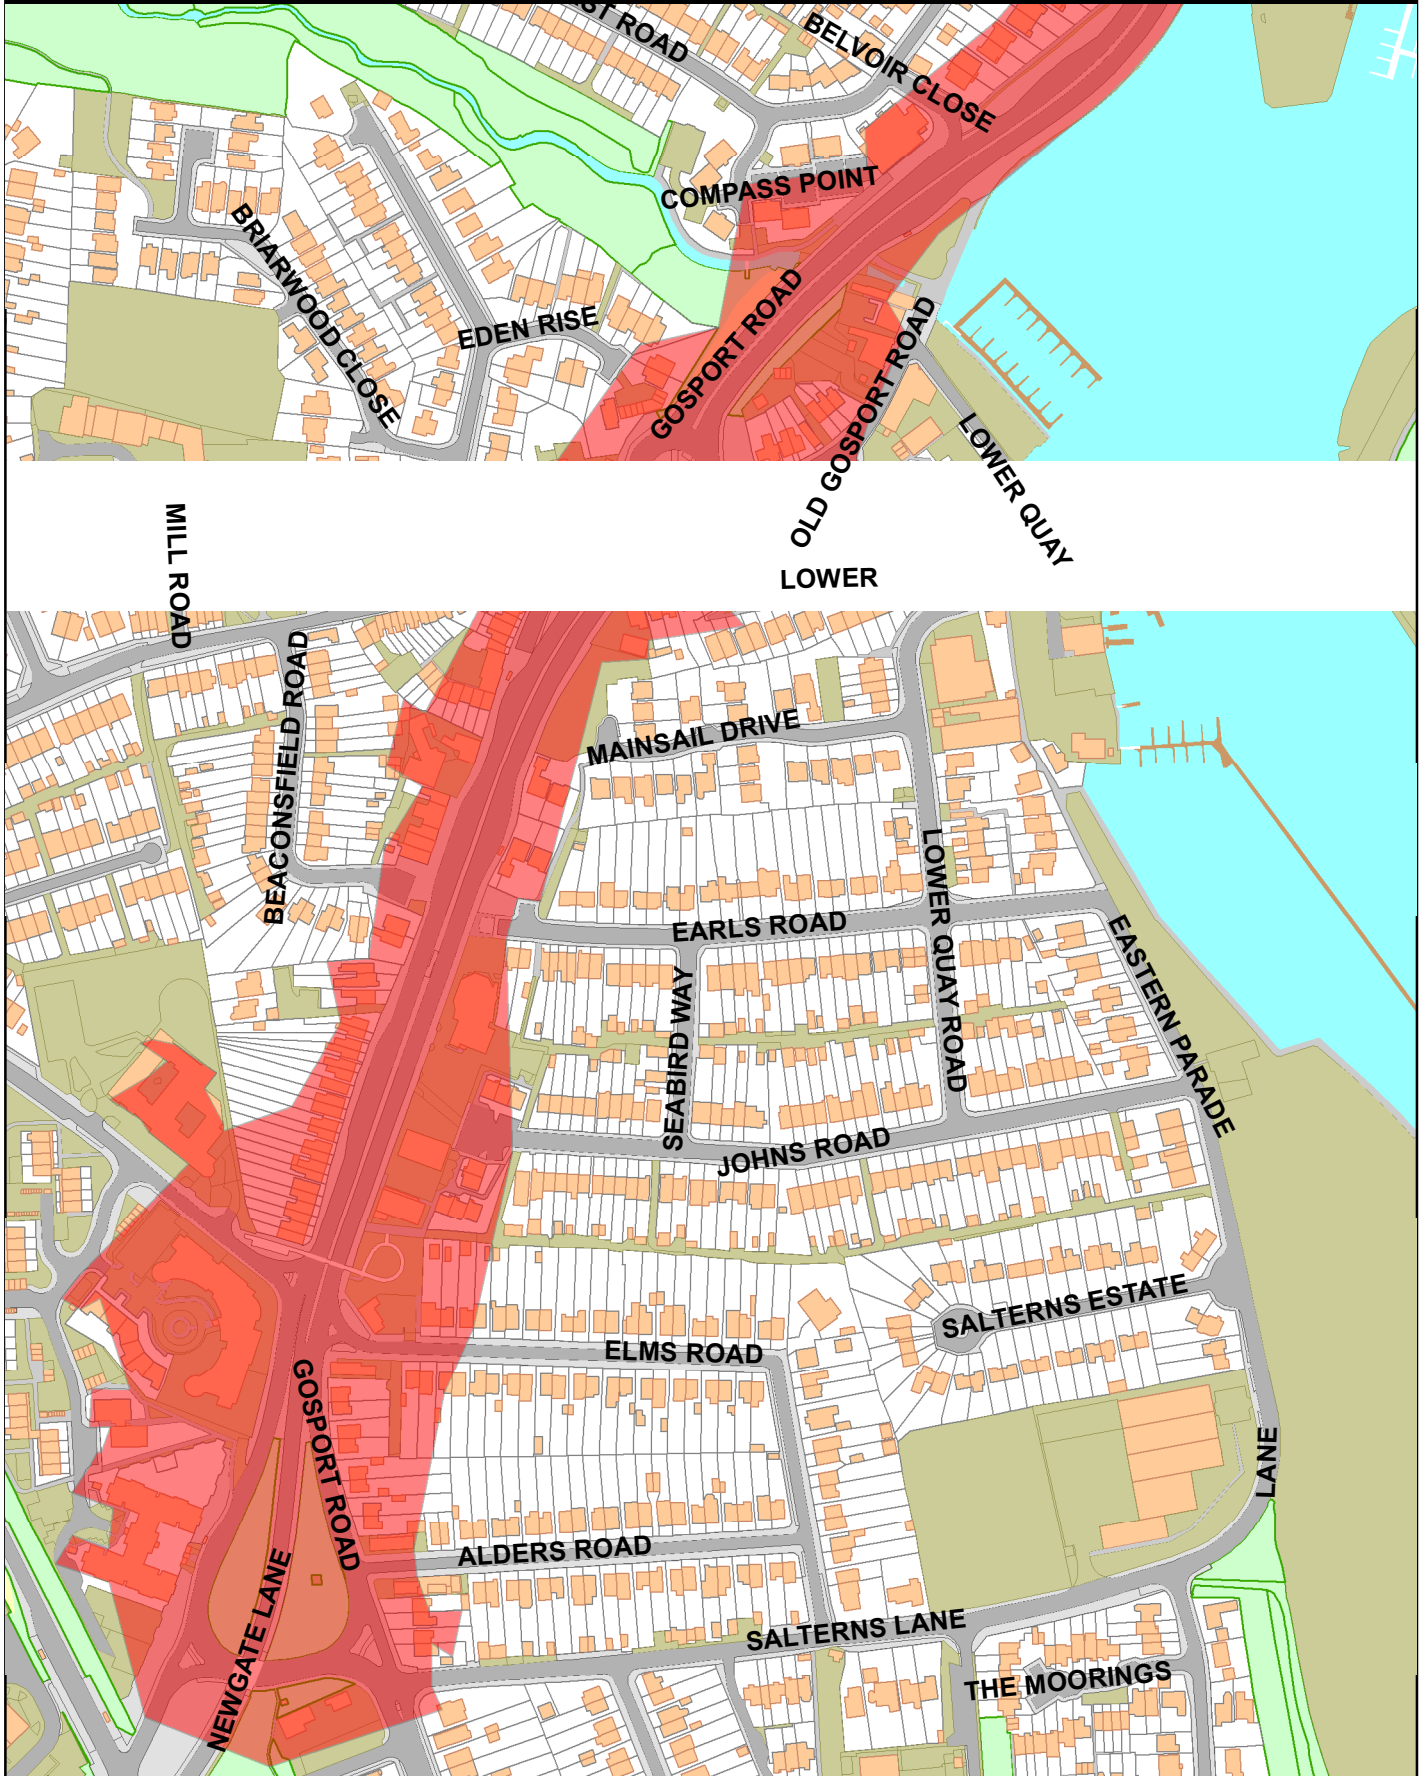 ST ROAD
BELVOIR CLOSE
COMPASS POINT
BRIARWOOD CLOSE
EDEN RISE
GOSPORT ROAD
OLD GOSPORT ROAD
LOWER QUAY
MILL ROAD
LOWER
BEACONSFIELD ROAD
MAINSAIL DRIVE
LOWER QUAY ROAD
EARLS ROAD
EASTERN PARADE
SEABIRD WAY
JOHNS ROAD
SALTERNS ESTATE
ELMS ROAD
GOSPORT ROAD
LANE
ALDERS ROAD
NEWGATE LANE
SALTERNS LANE
THE MOORINGS